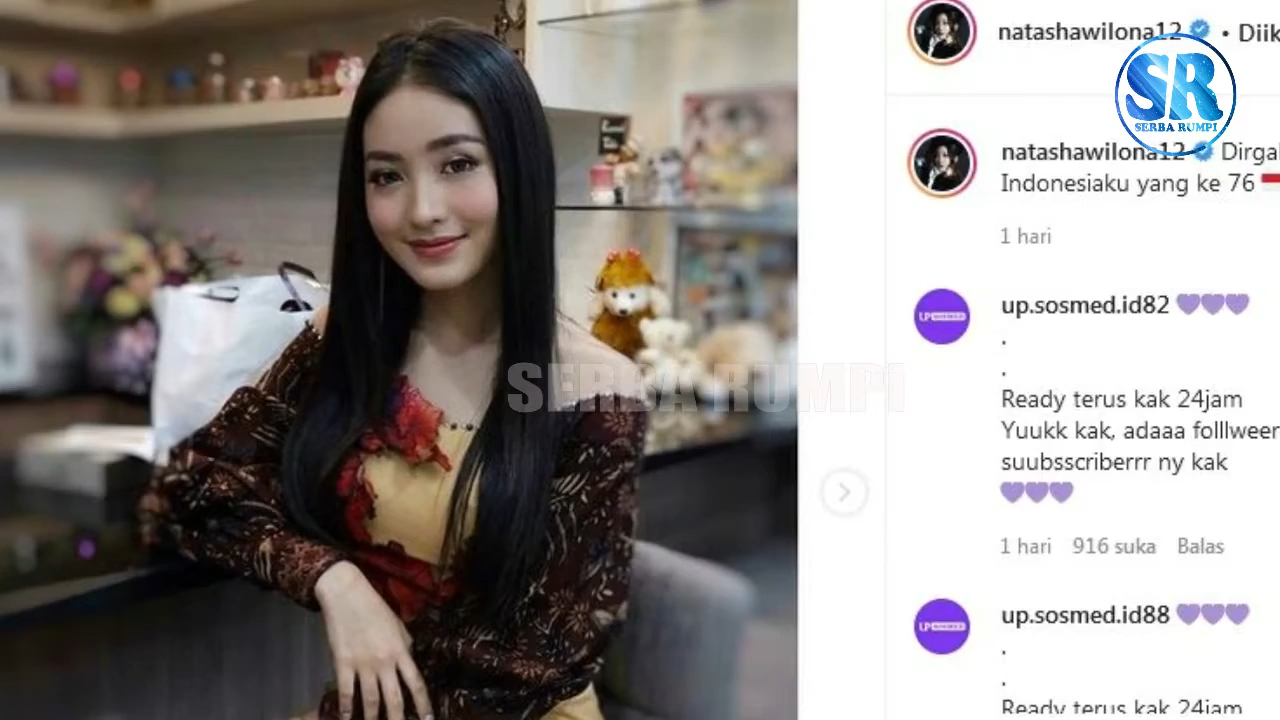 natashawilona12 • Diik
SR
SERBA RUMPI
natashawilona12 Dirgal
Indonesiaku yang ke 76
1 hari
up.sosmed.id82 💜💜💜
.
.
Ready terus kak 24jam
Yuukk kak, adaaa folllweer
suubsscriberrr ny kak
💜💜💜
1 hari 916 suka Balas
up.sosmed.id88 💜💜💜
.
.
Ready terus kak 24jam
SERBA RUMPI